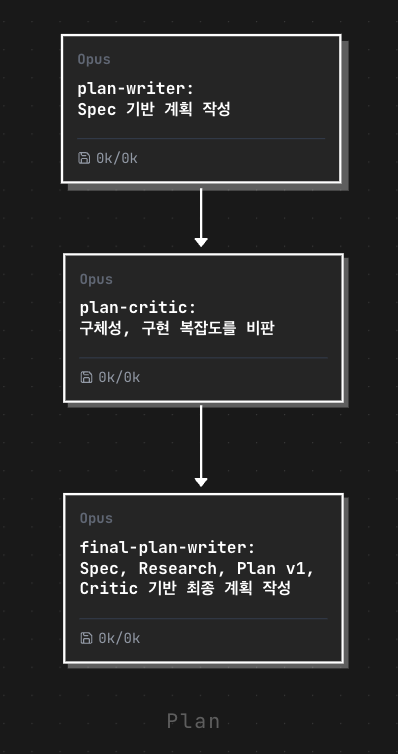 Opus
plan-writer:
Spec 기반 계획 작성
0k/0k
Opus
plan-critic:
구체성, 구현 복잡도를 비판
0k/0k
Opus
final-plan-writer:
Spec, Research, Plan v1,
Critic 기반 최종 계획 작성
0k/0k
Plan